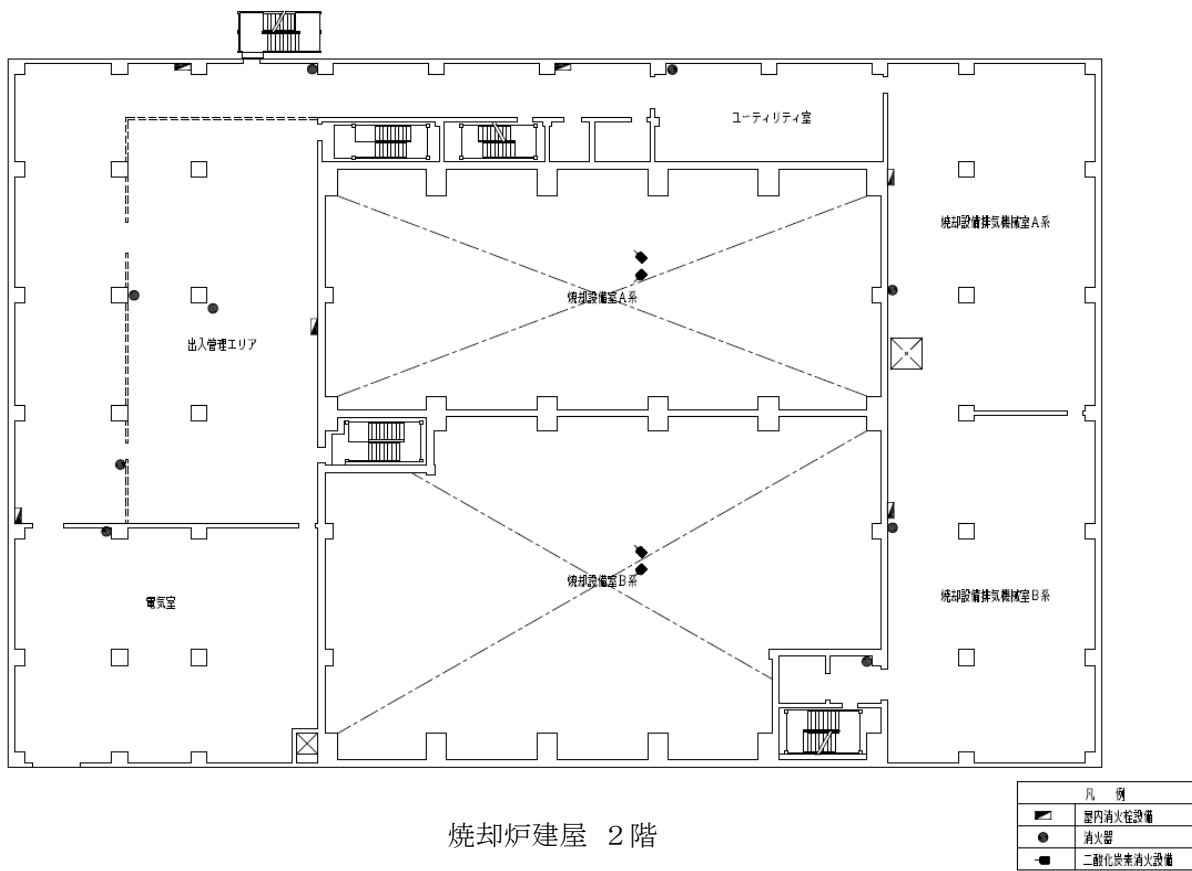 ユーティリティ室
焼却設備排気機械室A系
焼却設備室A系
出入管理エリア
焼却設備室B系
焼却設備排気機械室B系
電気室
焼却炉建屋 2階
凡 例
屋内消火栓設備
消火器
二酸化炭素消火設備